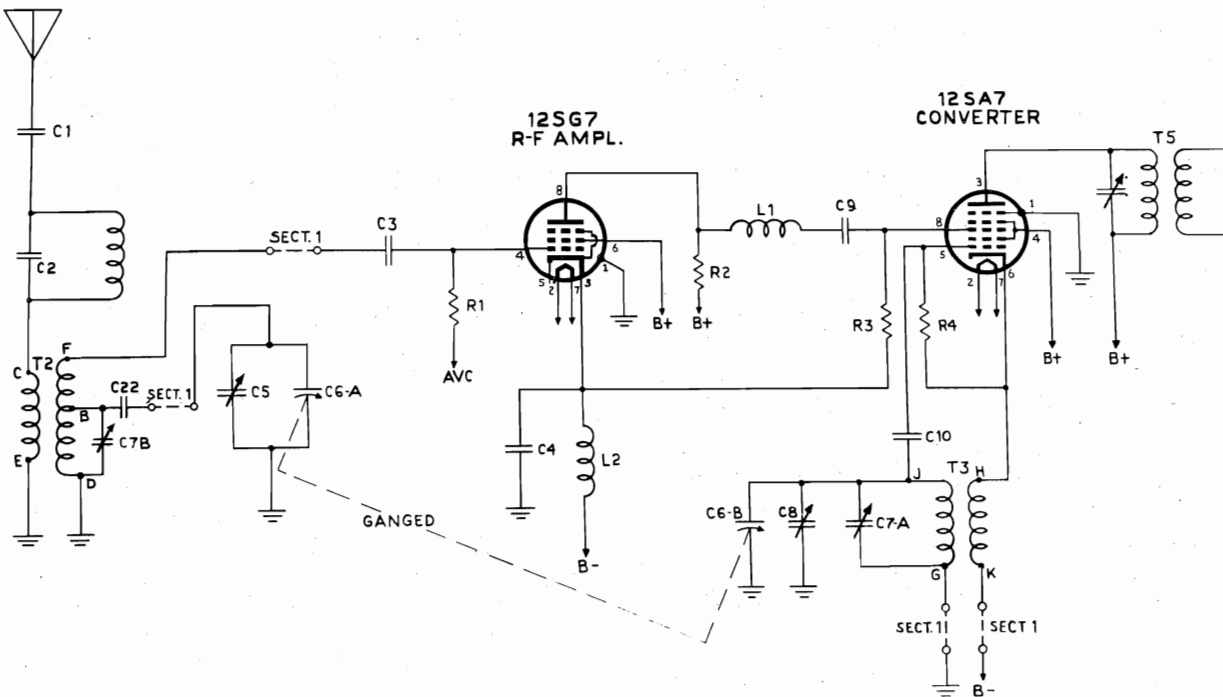 12SG7
R-F AMPL.
12SA7
CONVERTER
T5
C1
C2
SECT. 1
C3
8
4
6
5
2
7
3
1
R1
AVC
B+
R2
B+
L1
C9
3
8
5
1
4
2
7
6
R3
R4
B+
B+
C
T2
F
C22
SECT. 1
B
C7B
E
D
C5
C6-A
GANGED
C4
L2
B-
C10
J
T3
H
C6-B
C8
C7-A
G
K
SECT. 1
SECT 1
B-